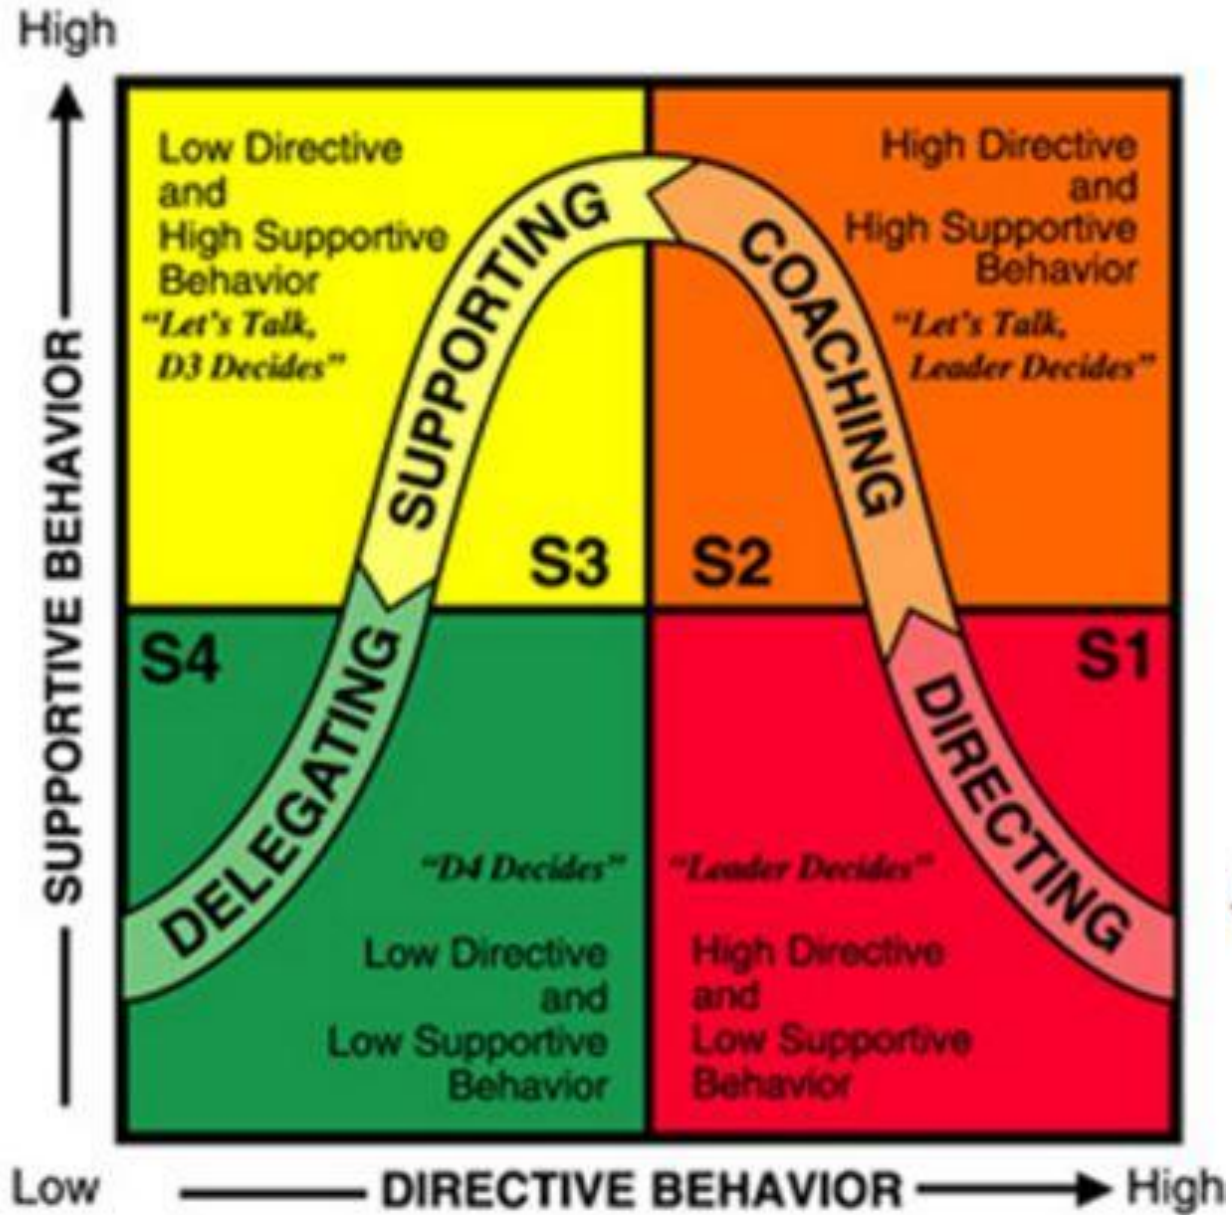 High
SUPPORTIVE BEHAVIOR
Low Directive
and
High Supportive
Behavior
“Let’s Talk,
D3 Decides”
SUPPORTING
S3
High Directive
and
High Supportive
Behavior
“Let’s Talk,
Leader Decides”
COACHING
S2
S4
DELEGATING
“D4 Decides”
Low Directive
and
Low Supportive
Behavior
S1
DIRECTING
“Leader Decides”
High Directive
and
Low Supportive
Behavior
Low
DIRECTIVE BEHAVIOR
High